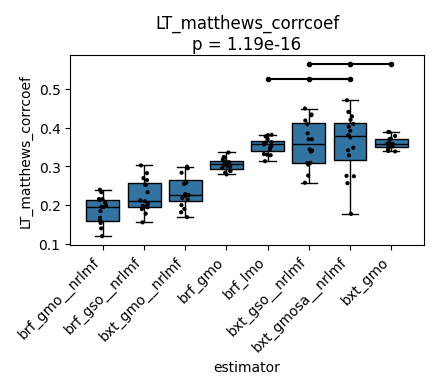 LT_matthews_corrcoef
p = 1.19e-16
LT_matthews_corrcoef
0.5
0.4
0.3
0.2
0.1
brf_gmo__nrlmf
brf_gso__nrlmf
bxt_gmo__nrlmf
brf_gmo
brf_lmo
bxt_gso__nrlmf
bxt_gmosa__nrlmf
bxt_gmo
estimator